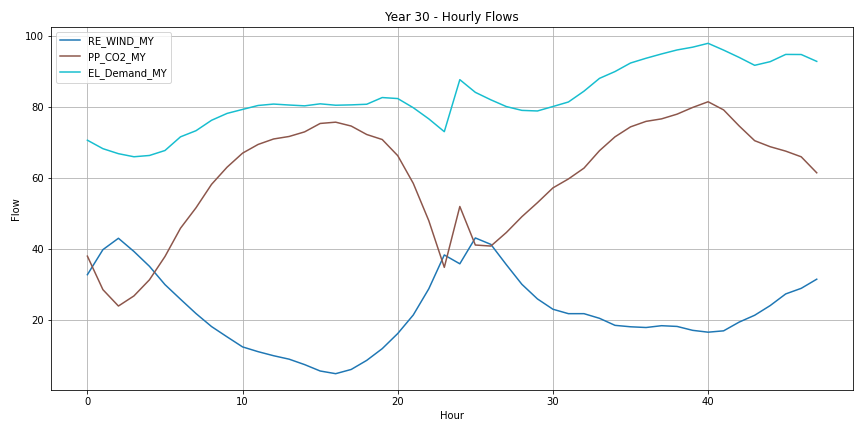 Year 30 - Hourly Flows
RE_WIND_MY
PP_CO2_MY
EL_Demand_MY
Flow
100
80
60
40
20
0 10 20 30 40
Hour